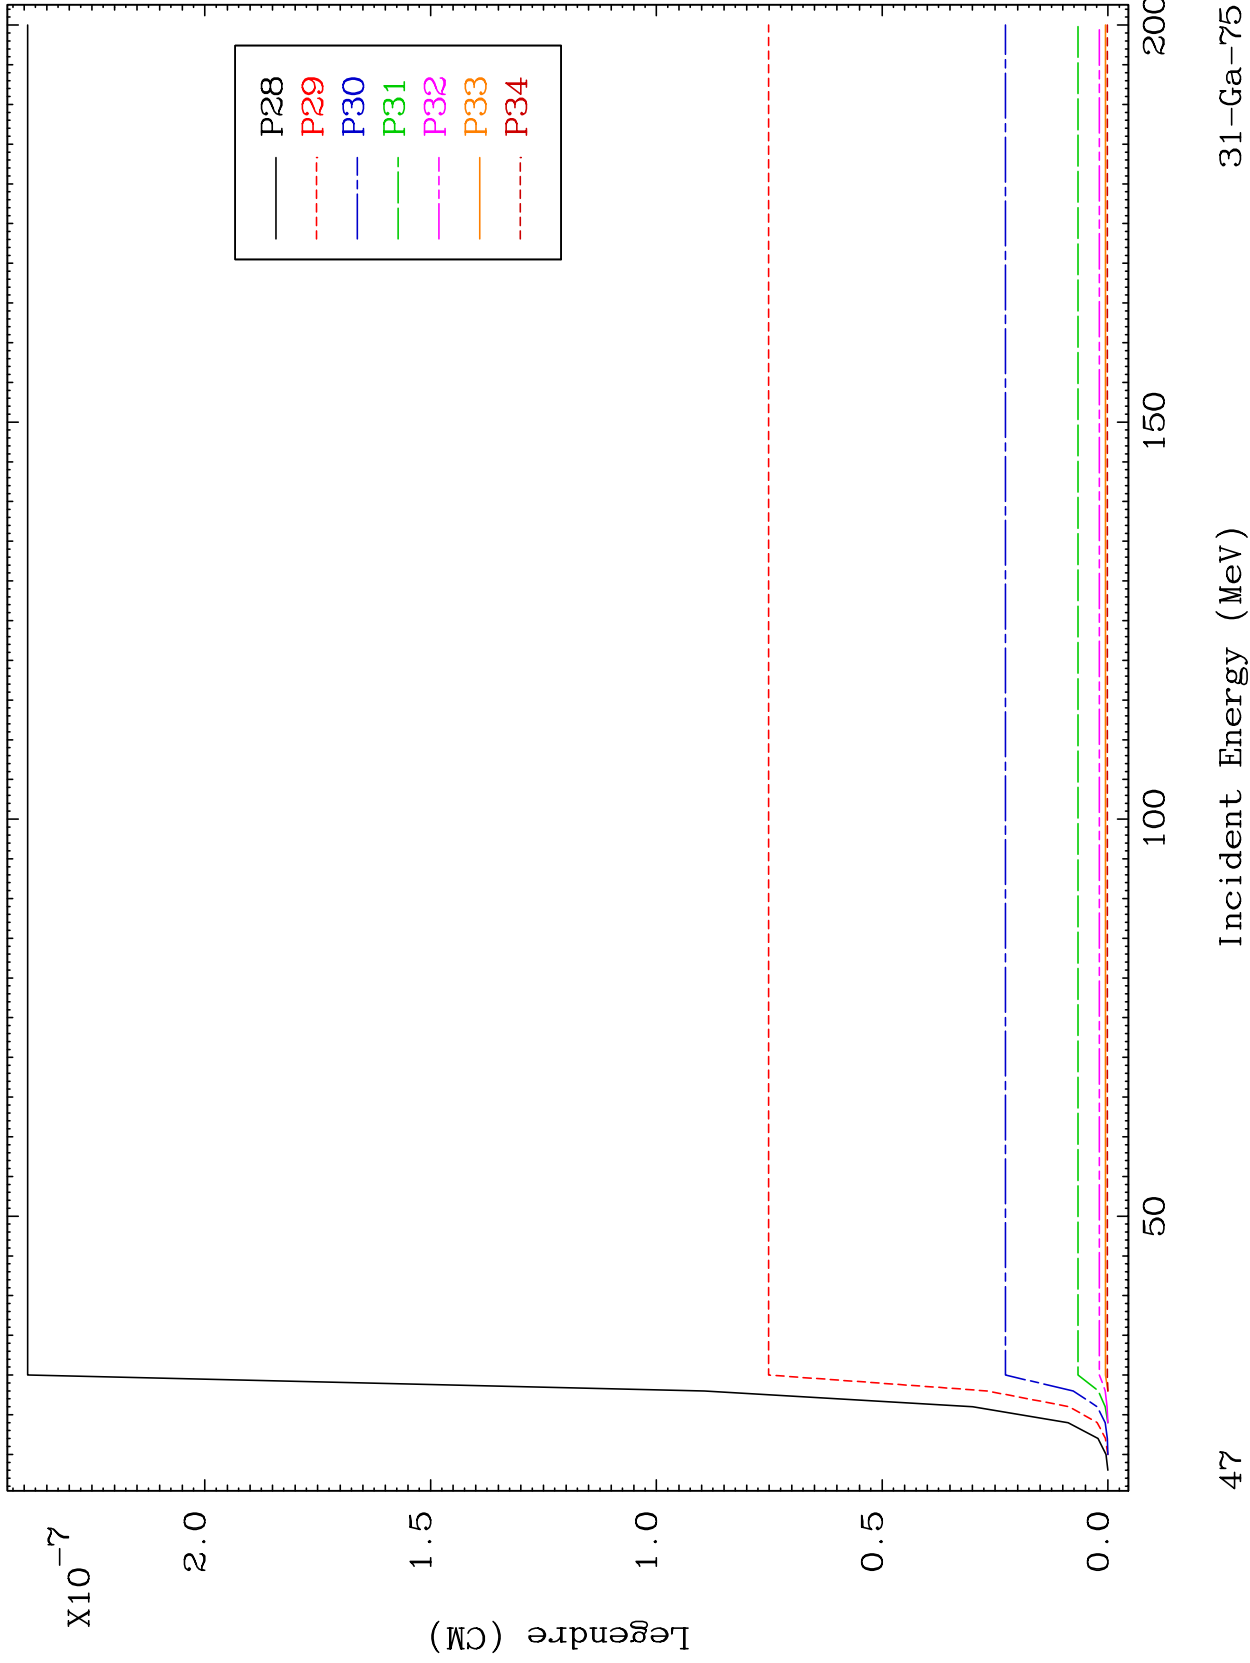 X10-7
2.0
1.5
1.0
0.5
0.0
Legendre (CM)
P28
P29
P30
P31
P32
P33
P34
50
100
150
200
47
Incident Energy (MeV)
31-Ga-75